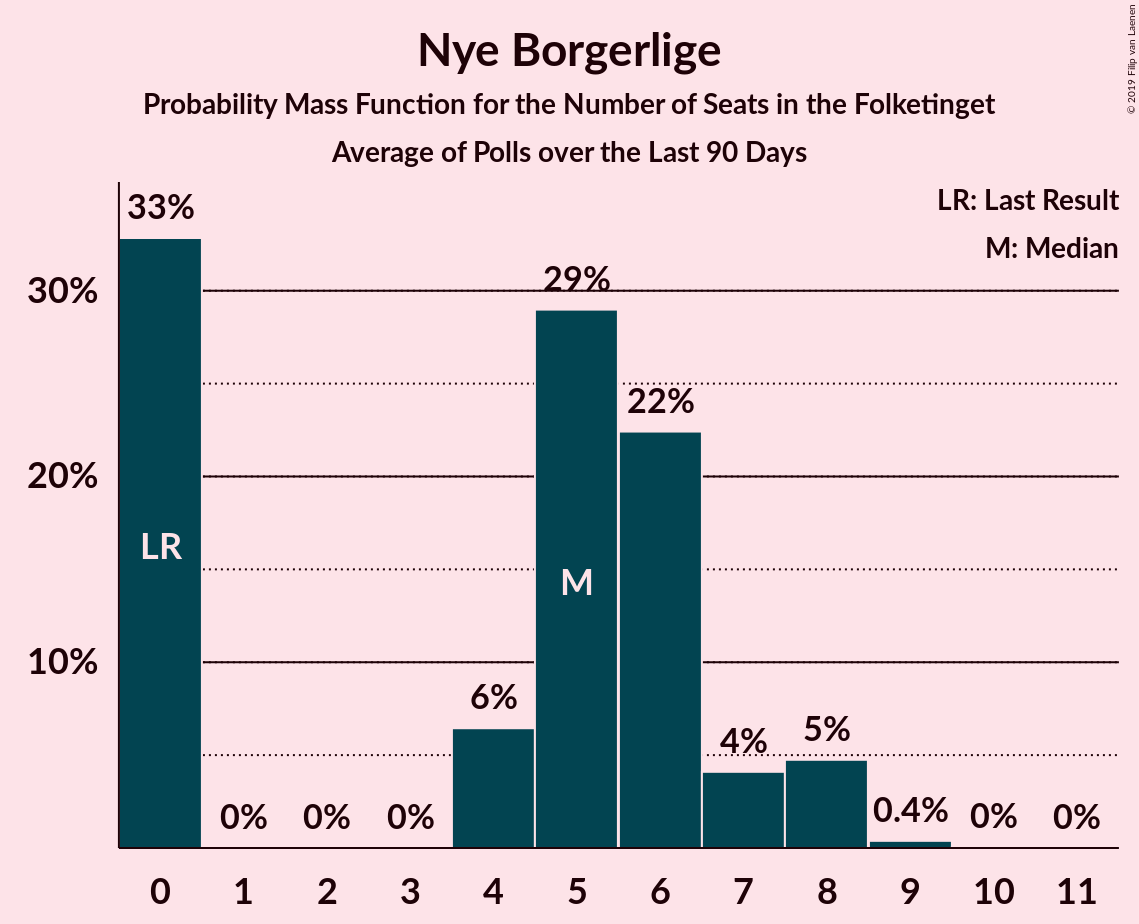 Nye Borgerlige
Probability Mass Function for the Number of Seats in the Folketinget
Average of Polls over the Last 90 Days
© 2019 Filip van Laenen
LR: Last Result
M: Median
33%
0%
0%
0%
6%
29%
22%
4%
5%
0.4%
0%
0%
30%
20%
10%
LR
M
0 1 2 3 4 5 6 7 8 9 10 11